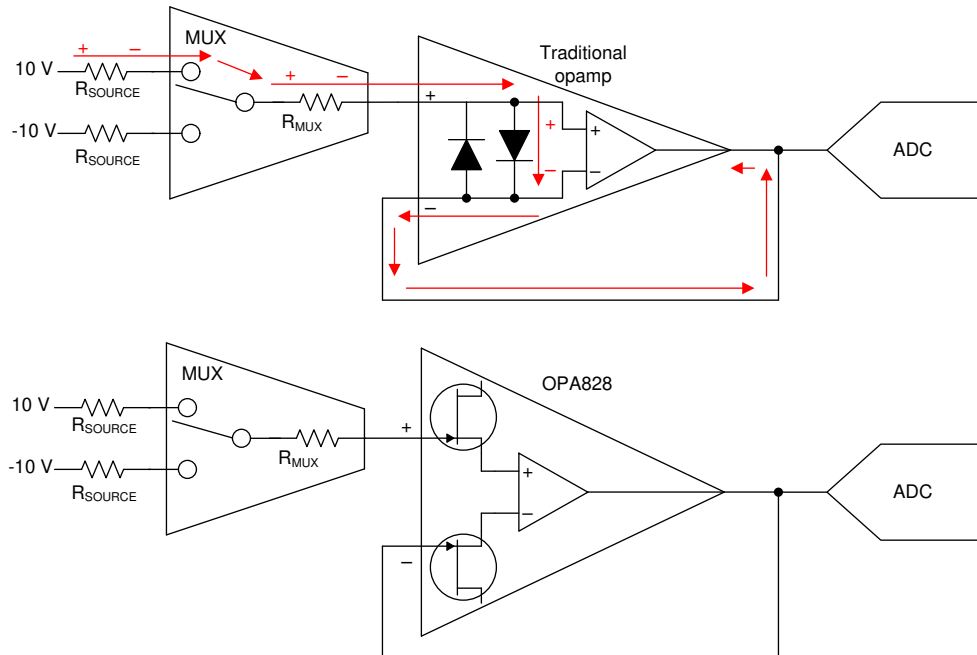 MUX
Traditional
opamp
+ −
10 V
RSOURCE
+ −
RMUX
+
+
+
−
−
−
-10 V
RSOURCE
ADC
MUX
OPA828
10 V
RSOURCE
+
RMUX
+
-10 V
RSOURCE
−
−
ADC